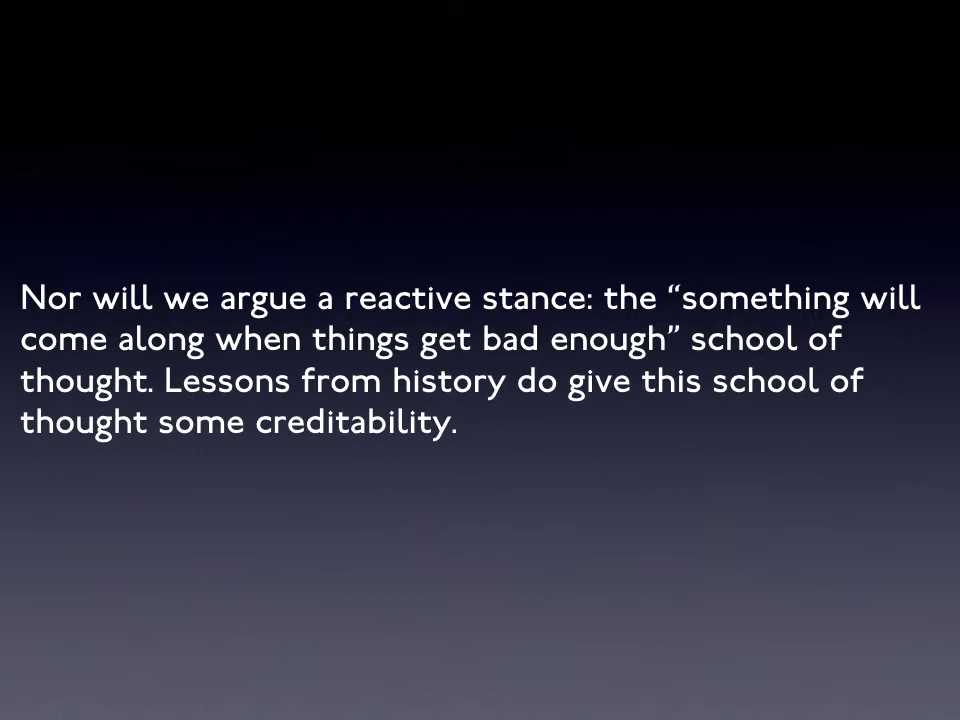 Nor will we argue a reactive stance: the “something will
come along when things get bad enough” school of
thought. Lessons from history do give this school of
thought some creditability.